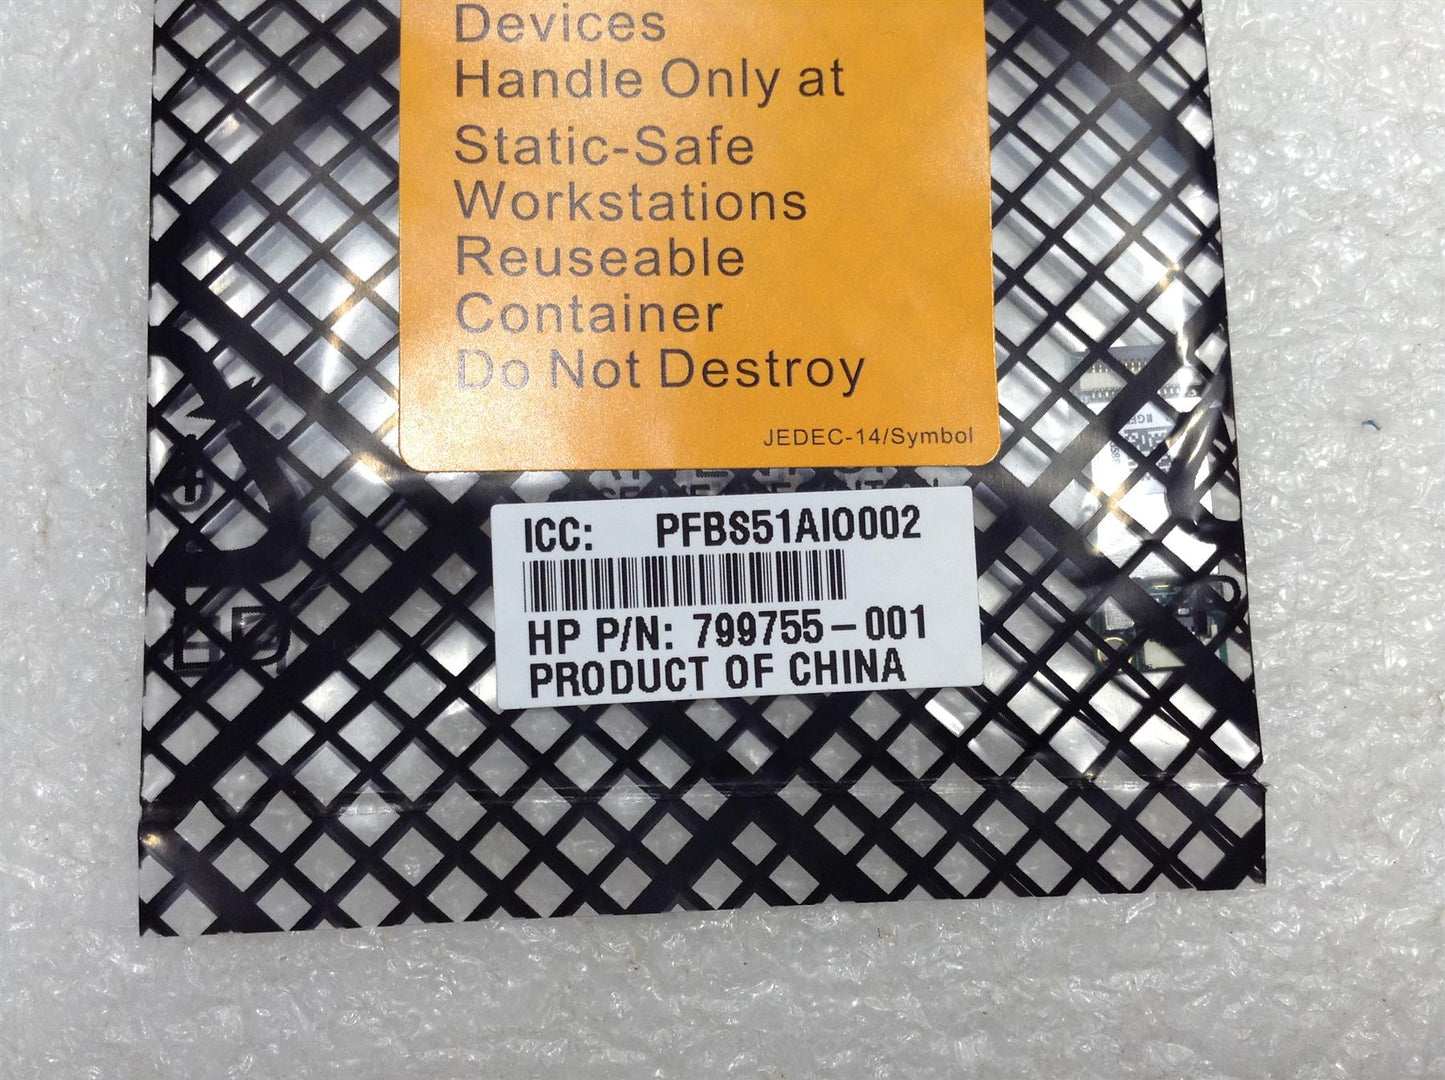 Devices
Handle Only at
Static-Safe
Workstations
Reuseable
Container
Do Not Destroy
JEDEC-14/Symbol
ICC: PFBSS51AIO002
HP P/N: 799755-001
PRODUCT OF CHINA